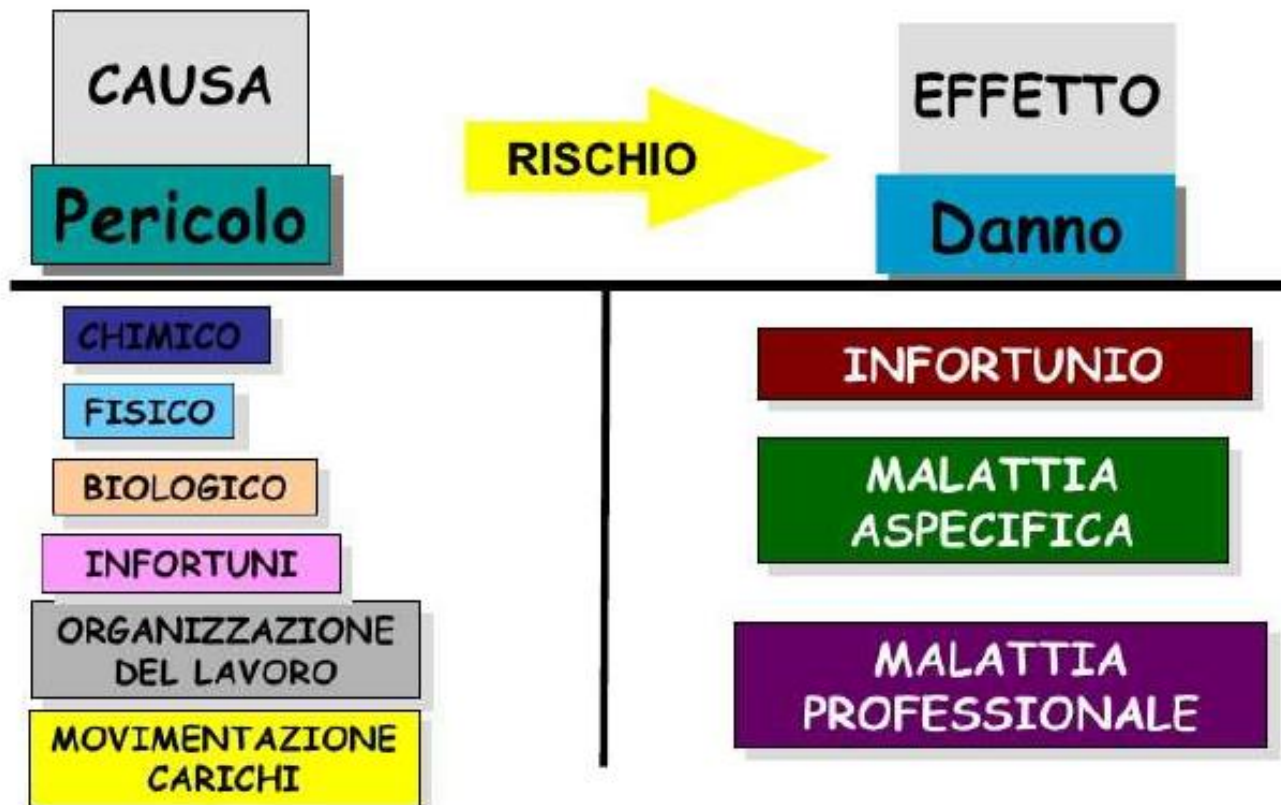 CAUSA
Pericolo
RISCHIO
EFFETTO
Danno
CHIMICO
FISICO
BIOLOGICO
INFORTUNI
ORGANIZZAZIONE
DEL LAVORO
MOVIMENTAZIONE
CARICHI
INFORTUNIO
MALATTIA
ASPECIFICA
MALATTIA
PROFESSIONALE